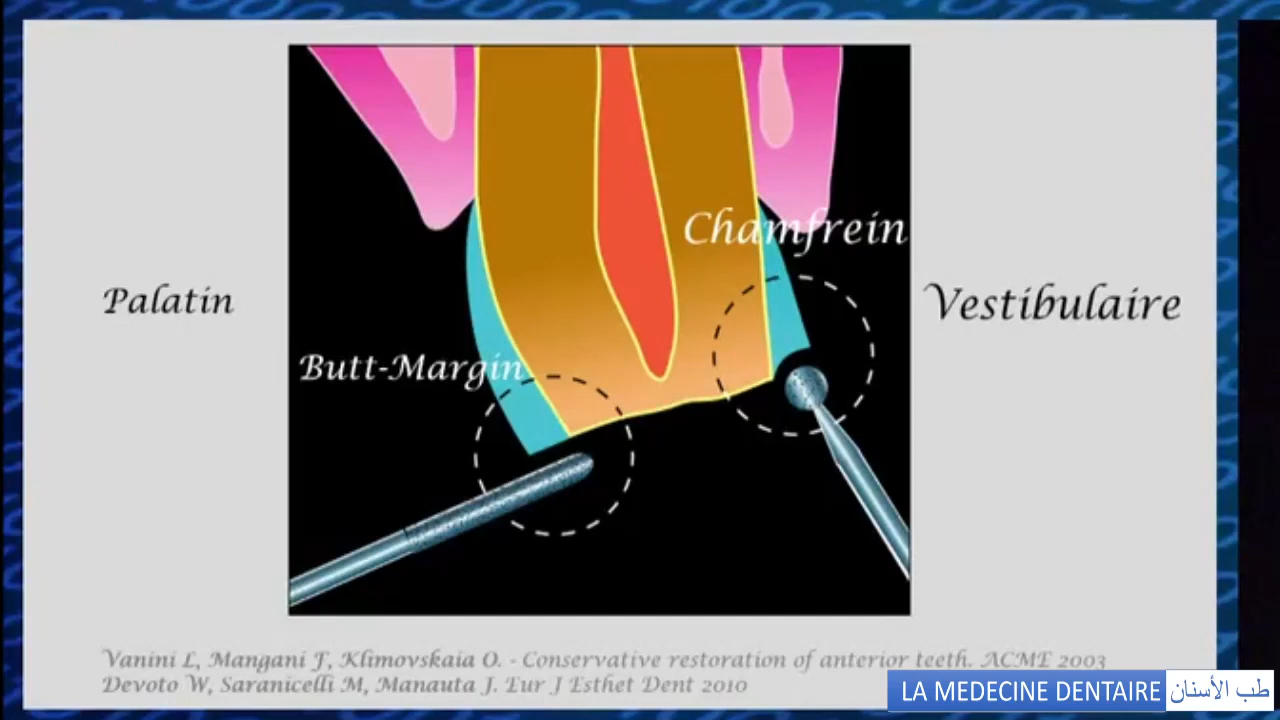 Chamfrein
Palatin
Vestibulaire
Butt-Margin
Vanini L, Mangani F, Klimovskaia O. - Conservative restoration of anterior teeth. ACME 2003
Devoto W, Saranicelli M, Manauta J. Eur J Esthet Dent 2010
LA MEDECINE DENTAIRE طب الأسنان